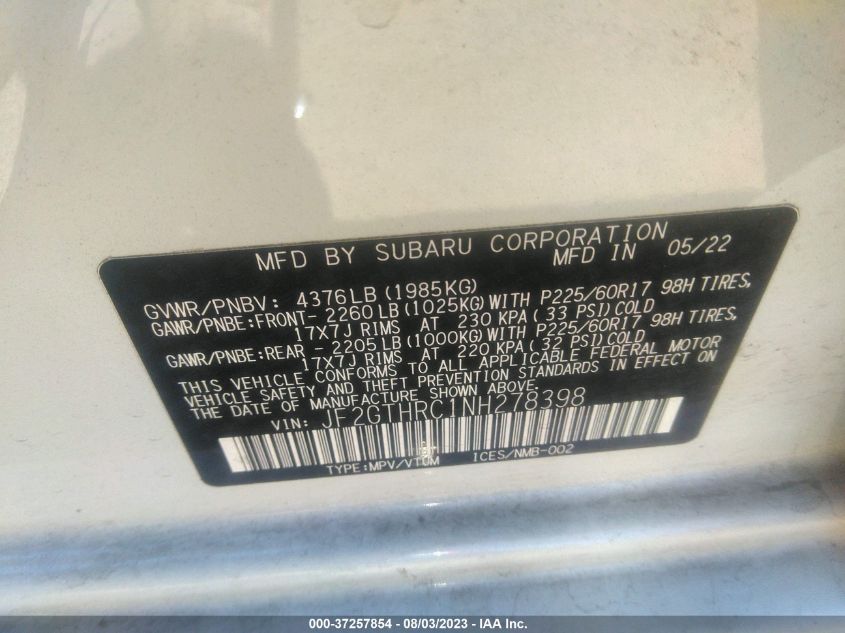 MFD BY SUBARU CORPORATION
MFD IN 05/22
GVWR/PNBV: 4376LB (1985KG)
GAWR/PNBE:FRONT- 2260LB (1025KG)WITH P225/60R17 98H TIRES,
17X7J RIMS AT 230 KPA( 33 PSI)COLD
GAWR/PNBE:REAR - 2205LB (1000KG)WITH P225/60R17 98H TIRES,
17X7J RIMS AT 220 KPA( 32 PSI)COLD
THIS VEHICLE CONFORMS TO ALL APPLICABLE FEDERAL MOTOR
VEHICLE SAFETY AND THEFT PREVENTION STANDARDS IN EFFECT ON
THE DATE OF MANUFACTURE SHOWN ABOVE
VIN: JF2GTHRC1NH278398
TYPE:MPV/VTUM ICES/NMB-002
000-37257854 - 08/03/2023 - IAA Inc.